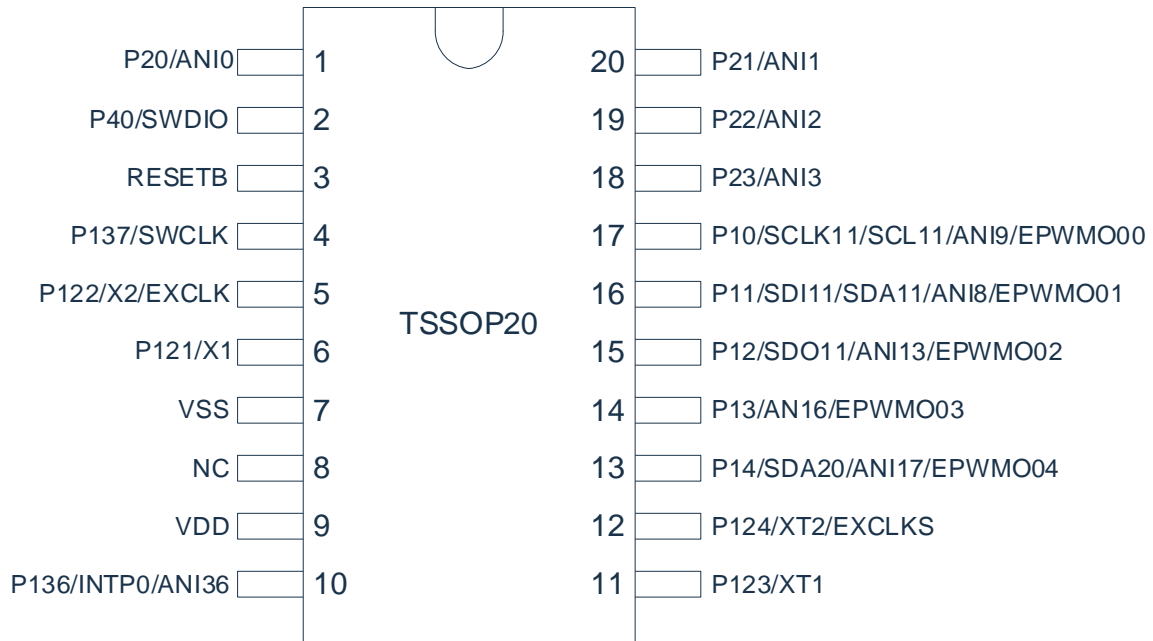 P20/ANI0 1 20 P21/ANI1
P40/SWDIO 2 19 P22/ANI2
RESETB 3 18 P23/ANI3
P137/SWCLK 4 17 P10/SCLK11/SCL11/ANI9/EPWMO00
P122/X2/EXCLK 5 16 P11/SDI11/SDA11/ANI8/EPWMO01
TSSOP20
P121/X1 6 15 P12/SDO11/ANI13/EPWMO02
VSS 7 14 P13/AN16/EPWMO03
NC 8 13 P14/SDA20/ANI17/EPWMO04
VDD 9 12 P124/XT2/EXCLKS
P136/INTP0/ANI36 10 11 P123/XT1